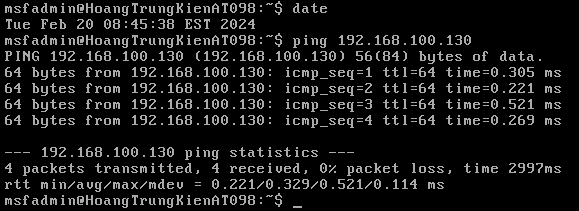 msfadmin@HoangTrungKienAT098:~$ date
Tue Feb 20 08:45:38 EST 2024
msfadmin@HoangTrungKienAT098:~$ ping 192.168.100.130
PING 192.168.100.130 (192.168.100.130) 56(84) bytes of data.
64 bytes from 192.168.100.130: icmp_seq=1 ttl=64 time=0.305 ms
64 bytes from 192.168.100.130: icmp_seq=2 ttl=64 time=0.221 ms
64 bytes from 192.168.100.130: icmp_seq=3 ttl=64 time=0.521 ms
64 bytes from 192.168.100.130: icmp_seq=4 ttl=64 time=0.269 ms
--- 192.168.100.130 ping statistics ---
4 packets transmitted, 4 received, 0% packet loss, time 2997ms
rtt min/avg/max/mdev = 0.221/0.329/0.521/0.114 ms
msfadmin@HoangTrungKienAT098:~$ _